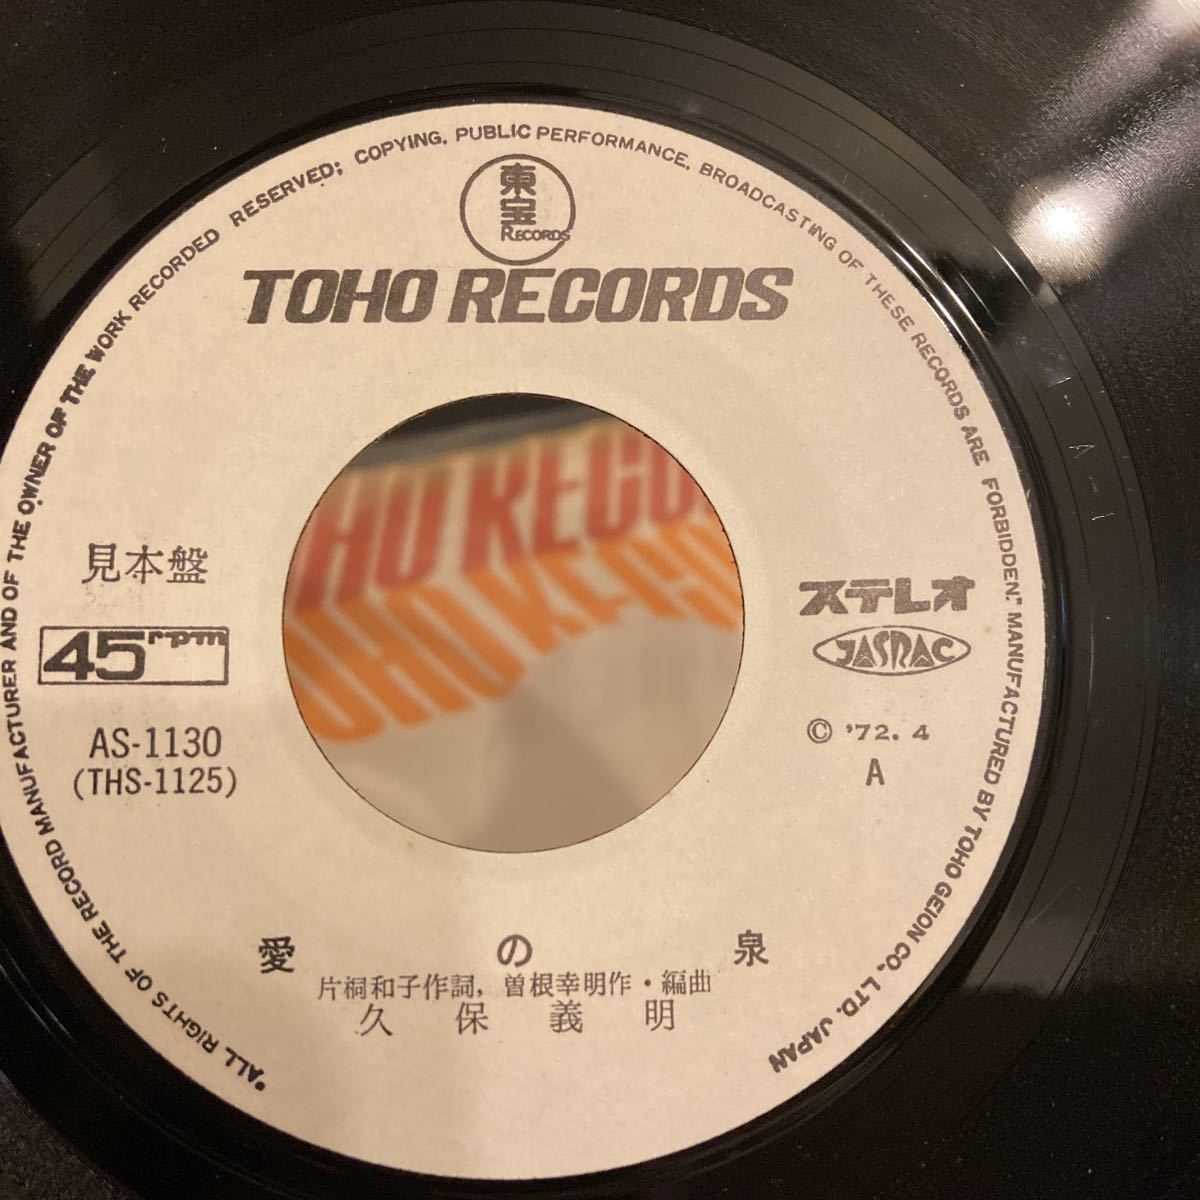 "ALL RIGHTS OF THE RECORD MANUFACTURER AND OF THE OWNER OF THE WORK RECORDED RESERVED; COPYING, PUBLIC PERFORMANCE, BROADCASTING OF THESE RECORDS ARE FORBIDDEN." MANUFACTURED BY TOHO GEION CO., LTD. JAPAN
東宝
RECORDS
TOHO RECORDS
見本盤
45rpm
AS-1130
(THS-1125)
ステレオ
JASRAC
© '72. 4
A
愛の泉
片桐和子作詞, 曽根幸明作・編曲
久保義明